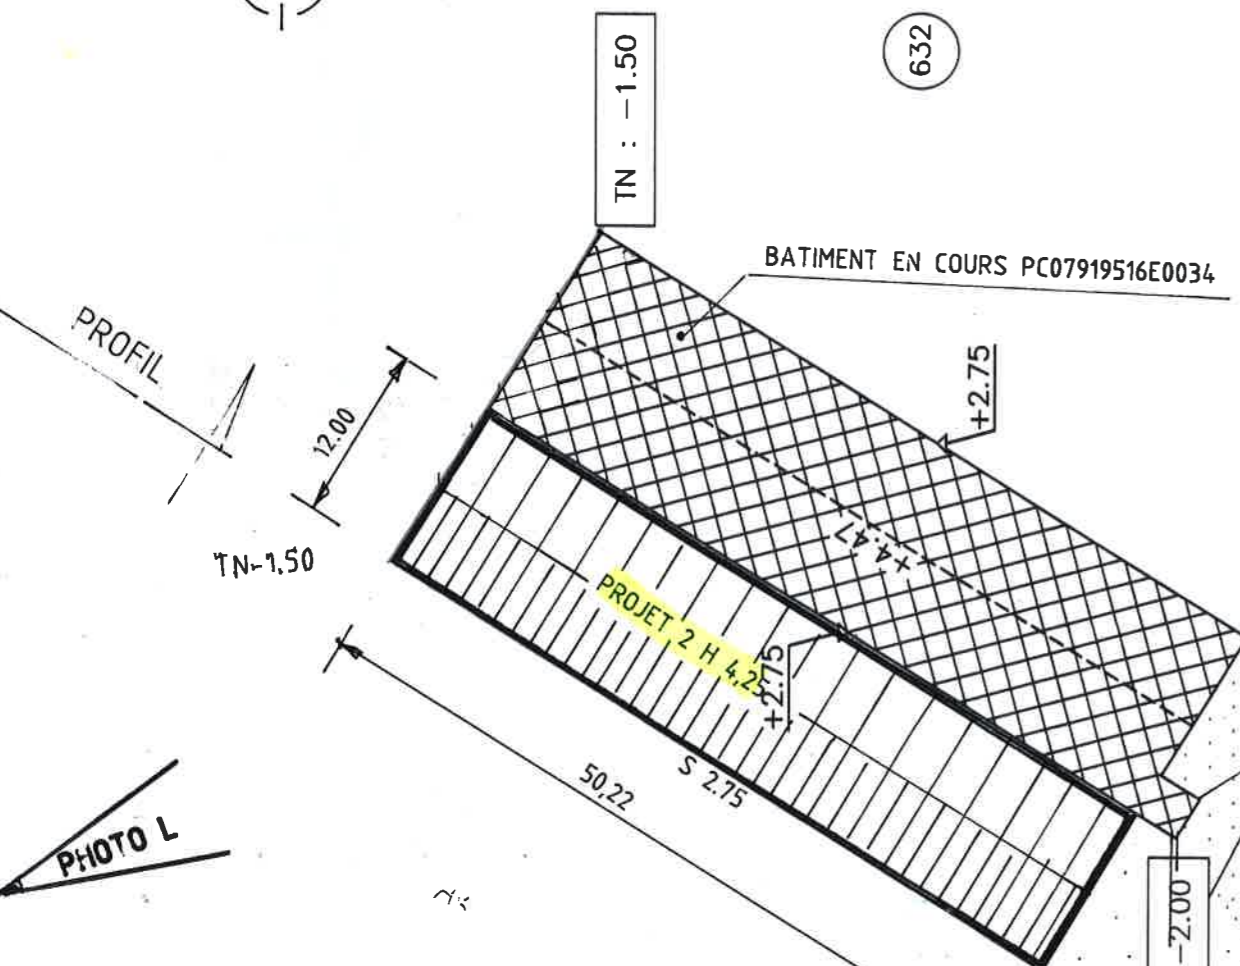 TN : -1.50
632
BATIMENT EN COURS PC07919516E0034
PROFIL
+2.75
12.00
+4.47
TN-1.50
PROJET 2 H 4,25
+2.75
S 2.75
50,22
PHOTO L
-2.00